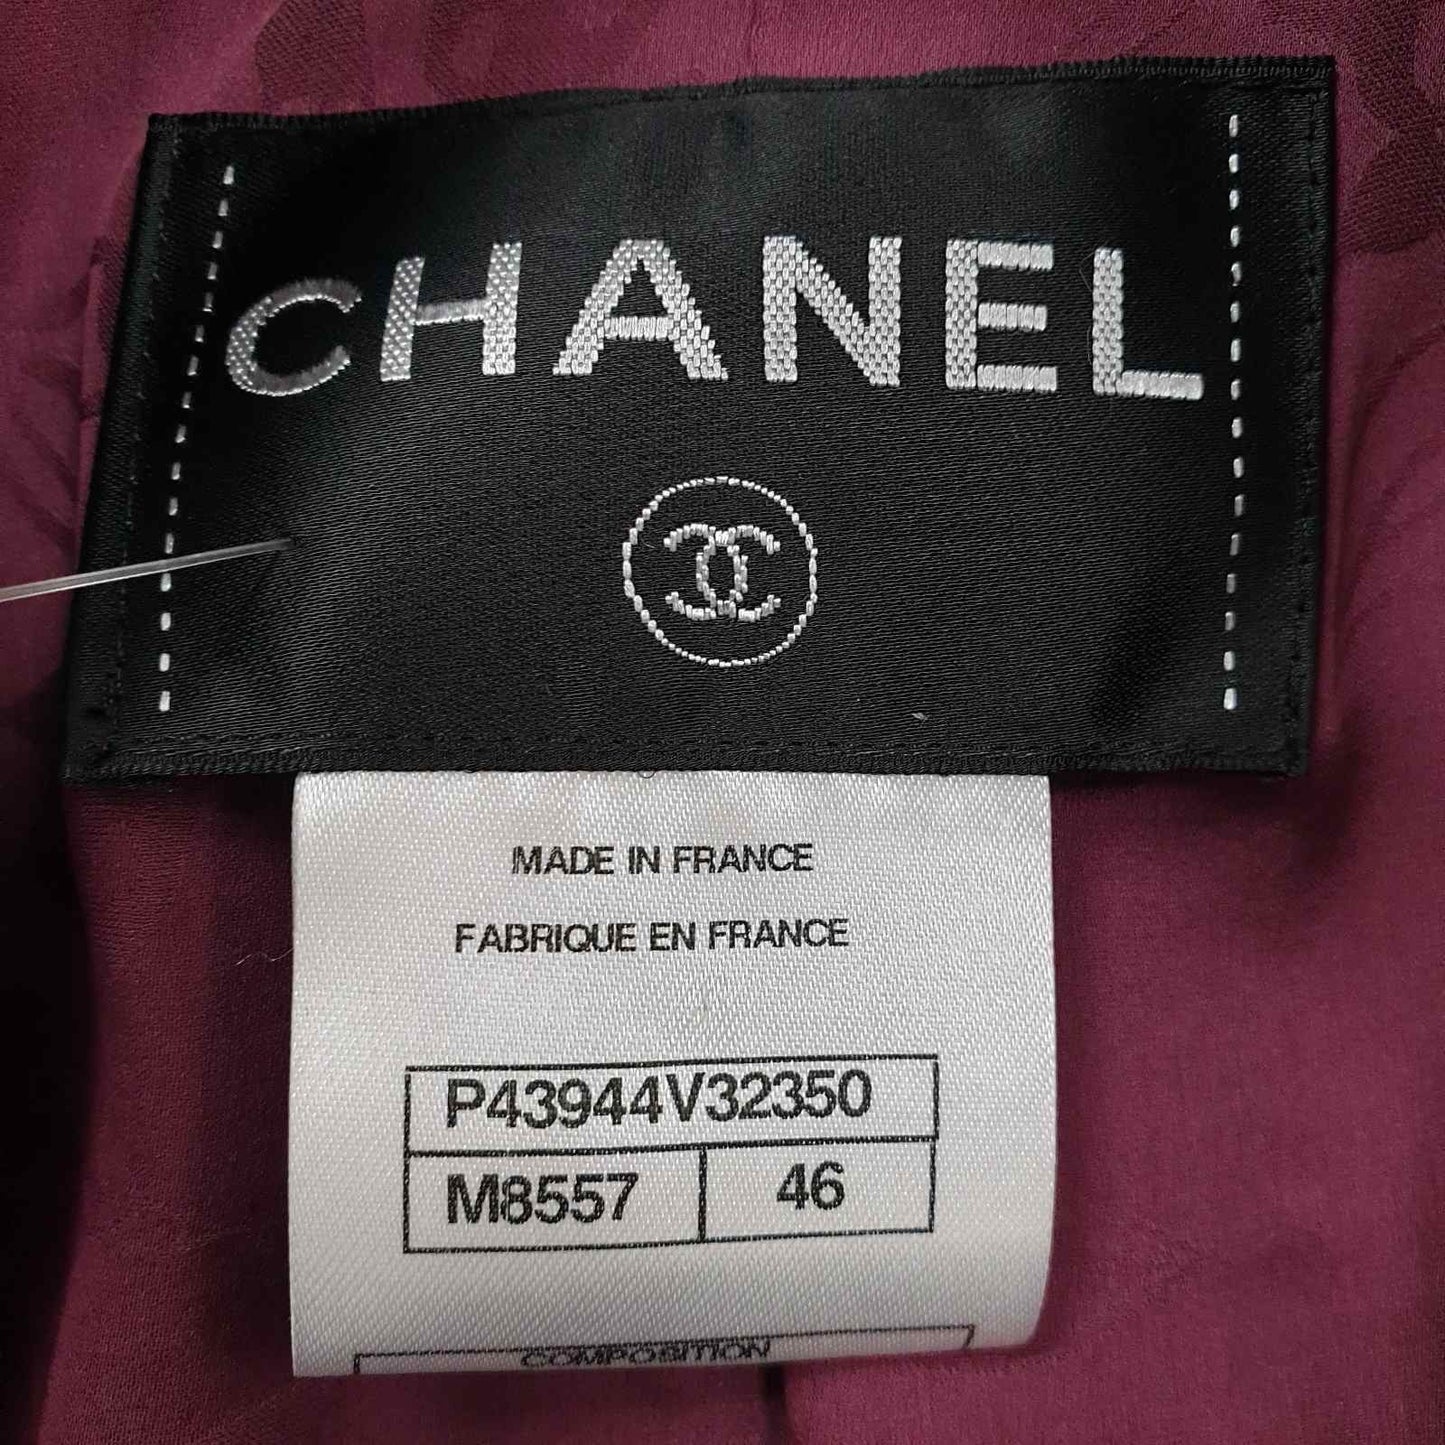 CHANEL
MADE IN FRANCE
FABRIQUE EN FRANCE
P43944V32350
M8557 46
COMPOSITION